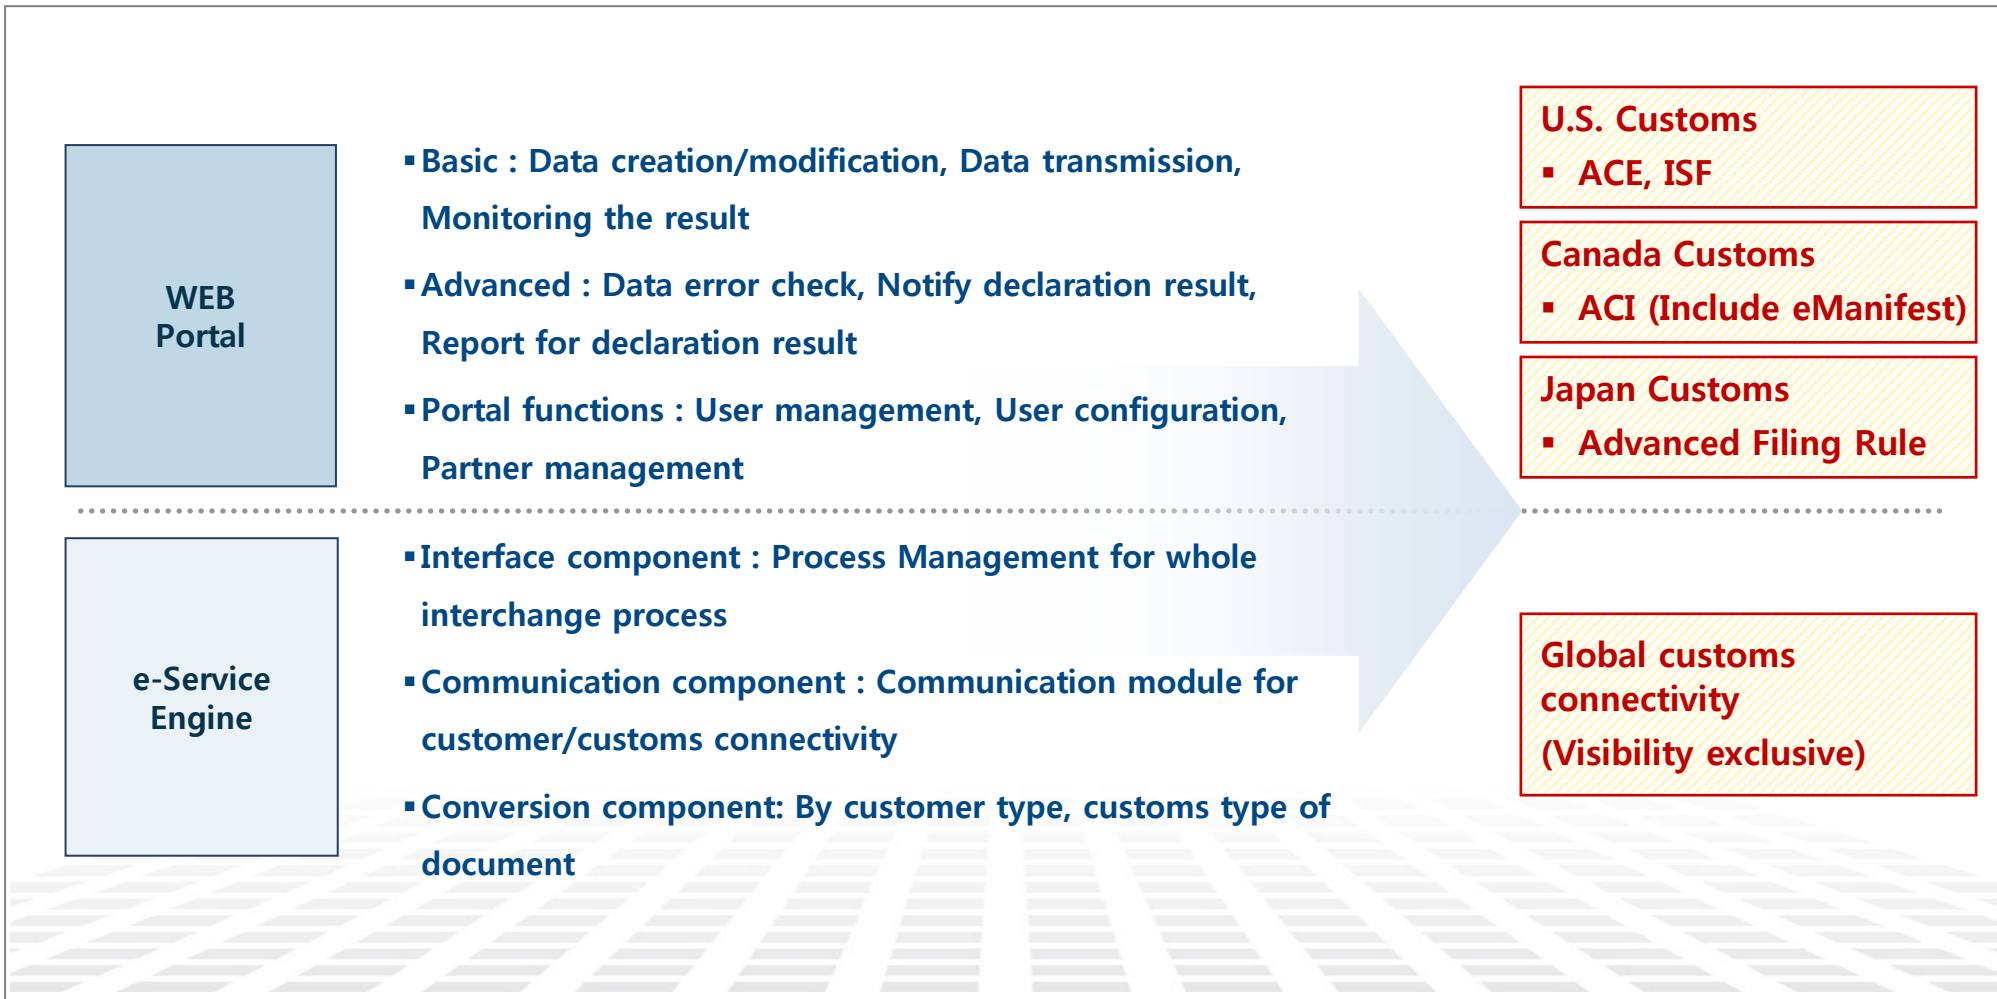 WEB
Portal
▪Basic : Data creation/modification, Data transmission,
Monitoring the result
▪Advanced : Data error check, Notify declaration result,
Report for declaration result
▪Portal functions : User management, User configuration,
Partner management
U.S. Customs
▪ ACE, ISF
Canada Customs
▪ ACI (Include eManifest)
Japan Customs
▪ Advanced Filing Rule
e-Service
Engine
▪Interface component : Process Management for whole
interchange process
▪Communication component : Communication module for
customer/customs connectivity
▪Conversion component: By customer type, customs type of
document
Global customs
connectivity
(Visibility exclusive)